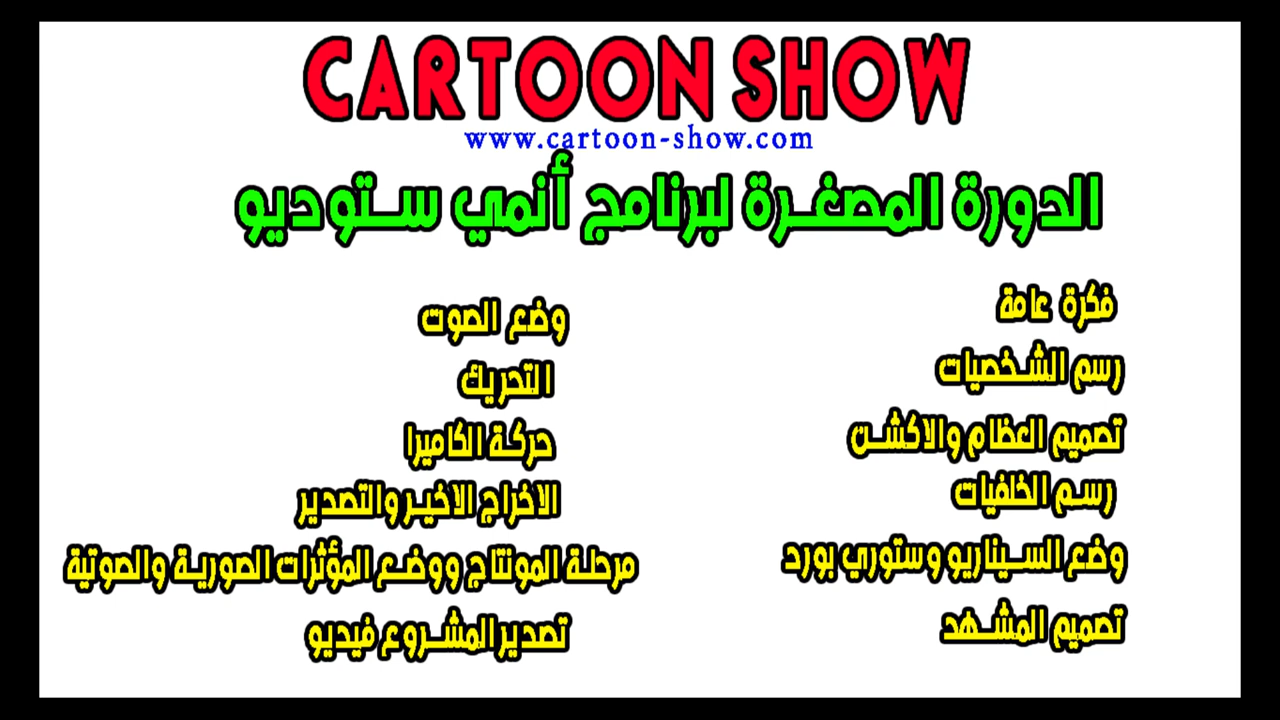 CARTOON SHOW
www.cartoon-show.com
الدورة المصغرة لبرنامج أنمي ستوديو
فكرة عامة
رسم الشخصيات
تصميم العظام والاكشن
رسم الخلفيات
وضع السيناريو وستوري بورد
تصميم المشهد
وضع الصوت
التحريك
حركة الكاميرا
الاخراج الاخير والتصدير
مرحلة المونتاج ووضع المؤثرات الصورية والصوتية
تصدير المشروع فيديو